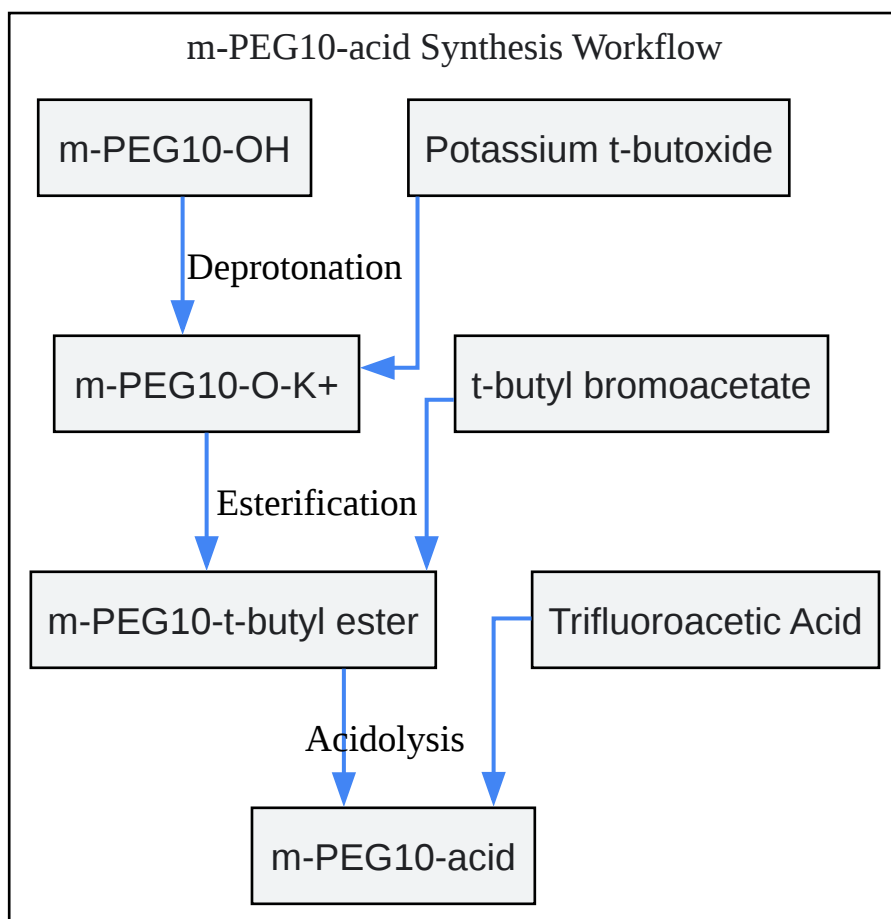 m-PEG10-acid Synthesis Workflow
m-PEG10-OH
Potassium t-butoxide
Deprotonation
m-PEG10-O-K+
t-butyl bromoacetate
Esterification
m-PEG10-t-butyl ester
Trifluoroacetic Acid
Acidolysis
m-PEG10-acid